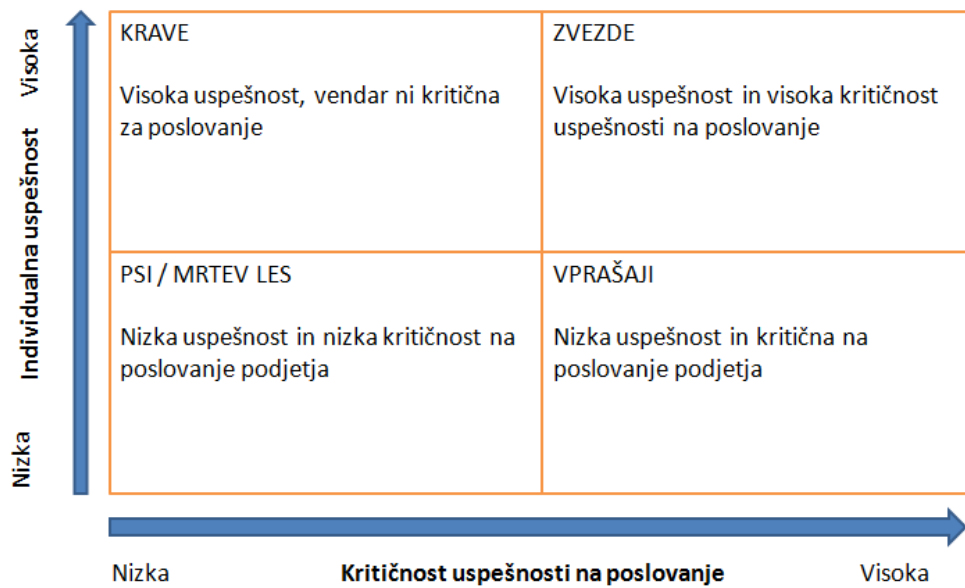 Visoka
Individualna uspešnost
Nizka
KRAVE
Visoka uspešnost, vendar ni kritična
za poslovanje
ZVEZDE
Visoka uspešnost in visoka kritičnost
uspešnosti na poslovanje
PSI / MRTEV LES
Nizka uspešnost in nizka kritičnost na
poslovanje podjetja
VPRAŠAJI
Nizka uspešnost in kritična na
poslovanje podjetja
Nizka
Kritičnost uspešnosti na poslovanje
Visoka